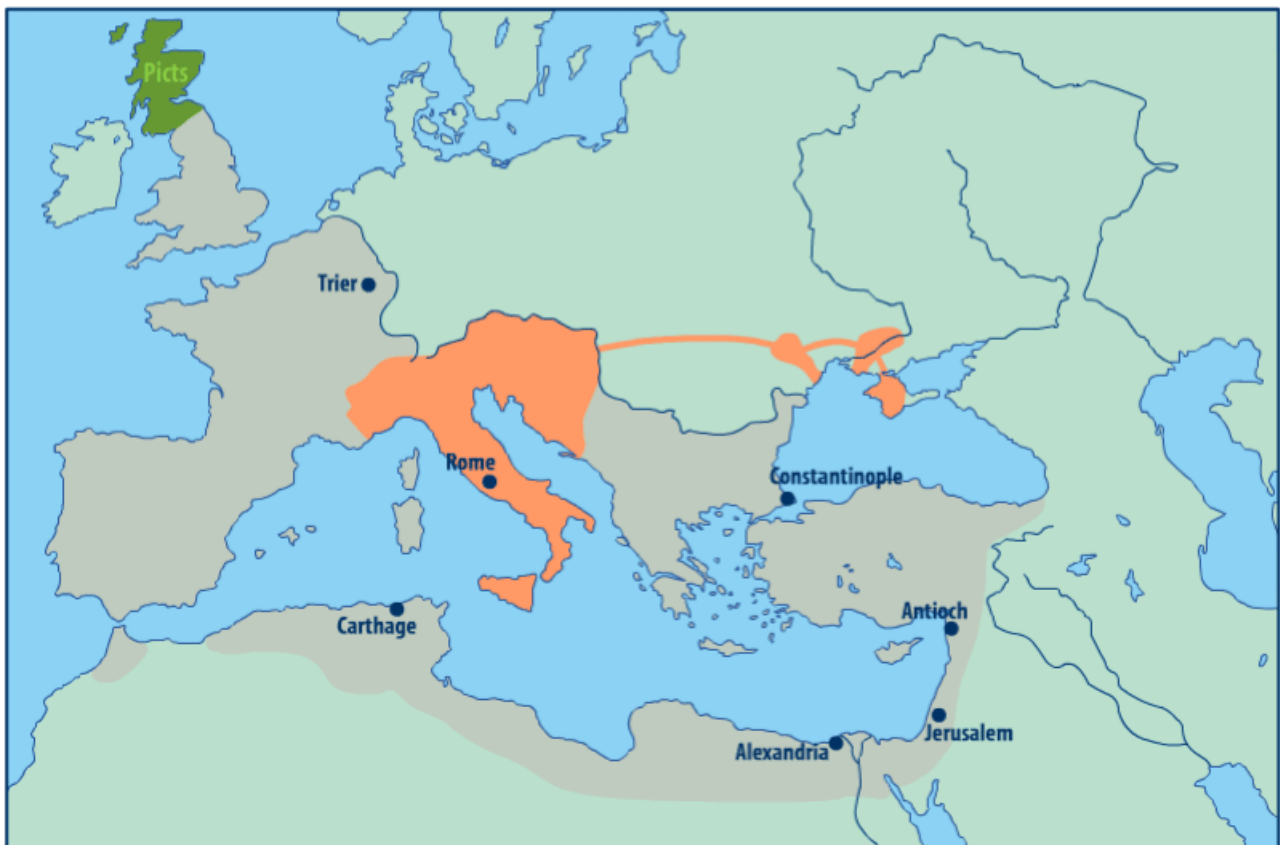 Picts
Trier
Rome
Constantinople
Carthage
Antioch
Jerusalem
Alexandria